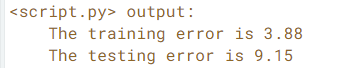 <script.py> output:
The training error is 3.88
The testing error is 9.15